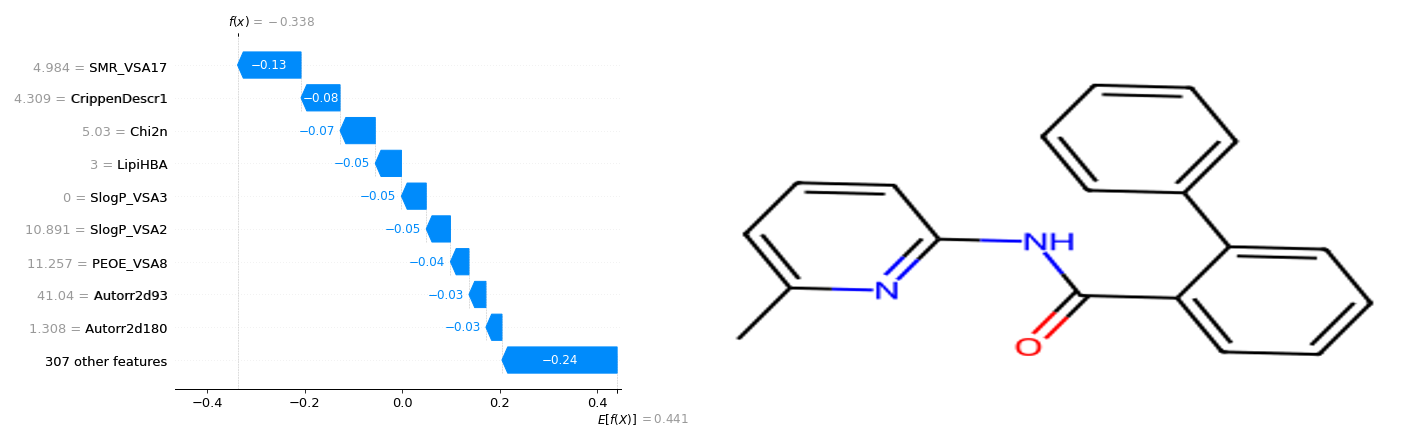 f(x) = −0.338
4.984 = SMR_VSA17
−0.13
4.309 = CrippenDescr1
−0.08
5.03 = Chi2n
−0.07
3 = LipiHBA
−0.05
0 = SlogP_VSA3
−0.05
10.891 = SlogP_VSA2
−0.05
11.257 = PEOE_VSA8
−0.04
41.04 = Autorr2d93
−0.03
1.308 = Autorr2d180
−0.03
307 other features
−0.24
−0.4 −0.2 0.0 0.2 0.4
E[f(X)] = 0.441
NH
N
O